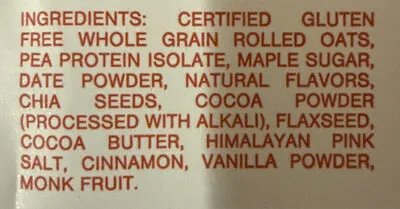 INGREDIENTS: CERTIFIED GLUTEN
FREE WHOLE GRAIN ROLLED OATS,
PEA PROTEIN ISOLATE, MAPLE SUGAR,
DATE POWDER, NATURAL FLAVORS,
CHIA SEEDS, COCOA POWDER
(PROCESSED WITH ALKALI), FLAXSEED,
COCOA BUTTER, HIMALAYAN PINK
SALT, CINNAMON, VANILLA POWDER,
MONK FRUIT.